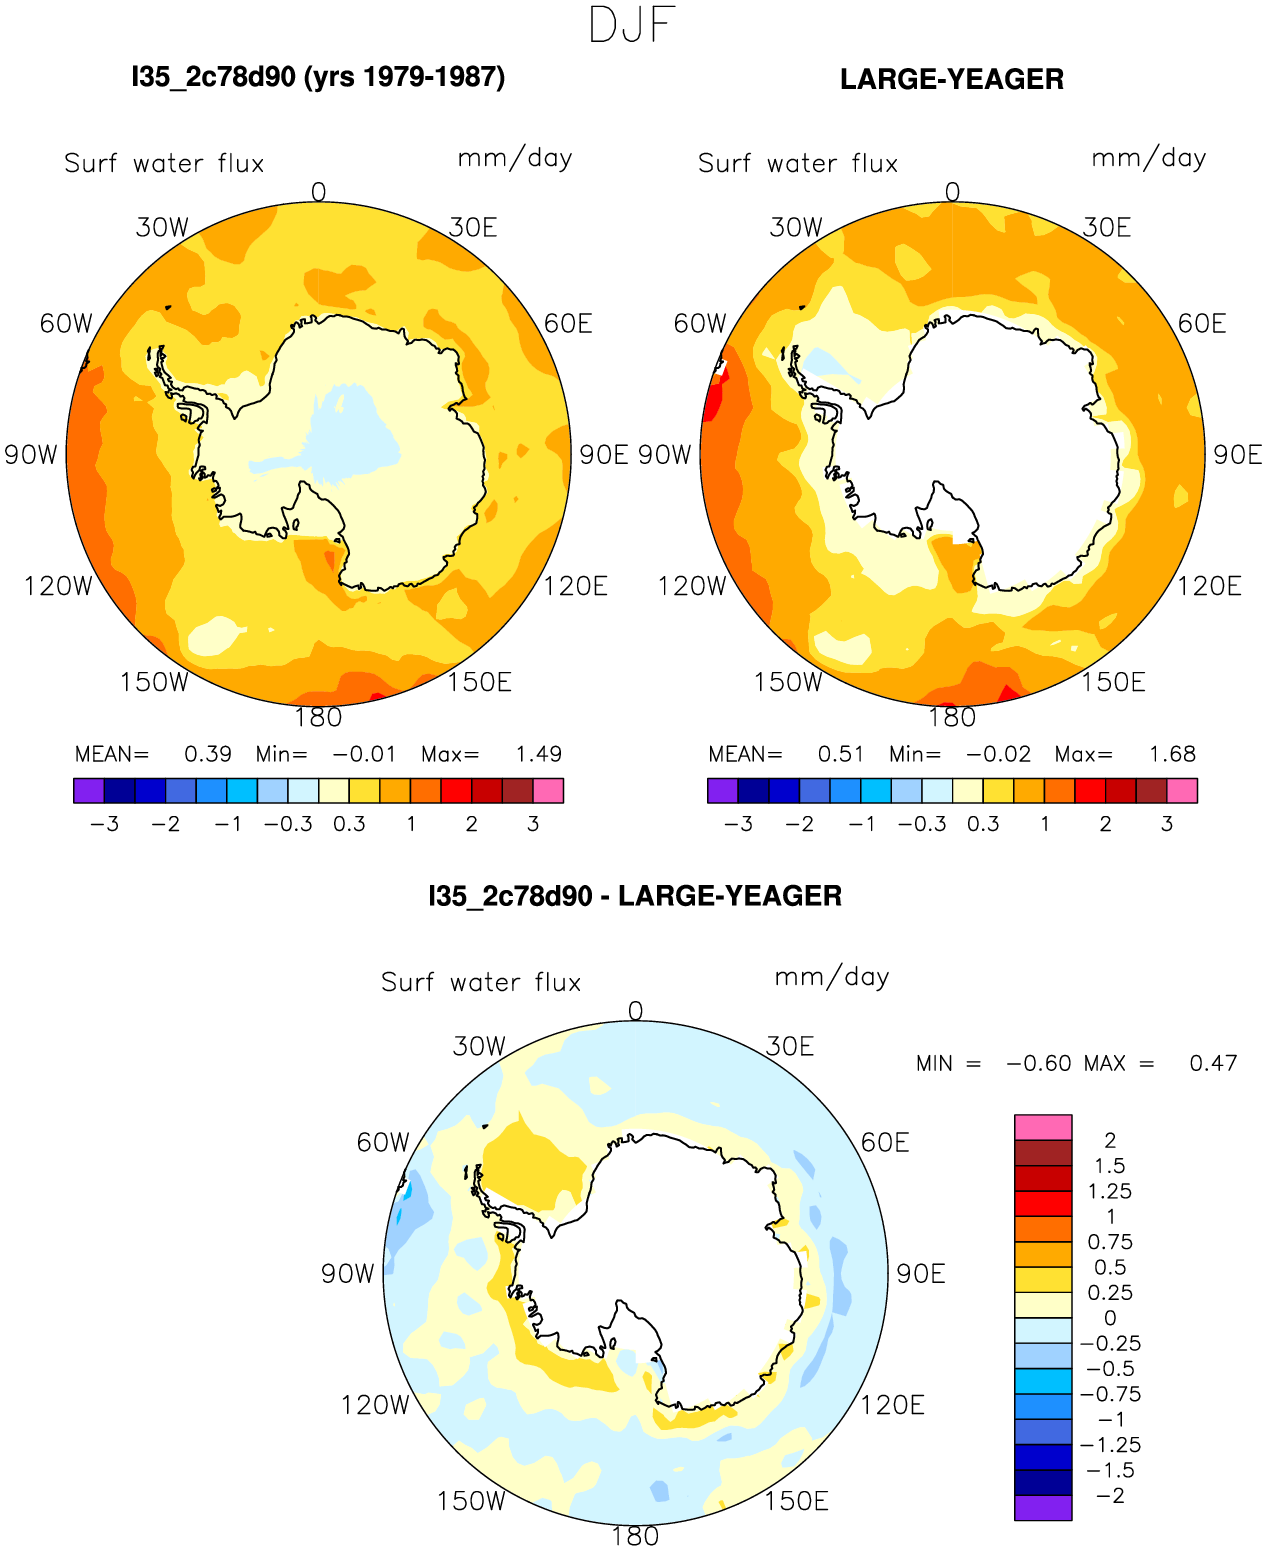 DJF
I35_2c78d90 (yrs 1979-1987)
LARGE-YEAGER
Surf water flux mm/day
Surf water flux mm/day
0
30W 30E
60W 60E
90W 90E
120W 120E
150W 150E
180
0
30W 30E
60W 60E
90W 90E
120W 120E
150W 150E
180
MEAN= 0.39 Min= −0.01 Max= 1.49
−3 −2 −1 −0.3 0.3 1 2 3
MEAN= 0.51 Min= −0.02 Max= 1.68
−3 −2 −1 −0.3 0.3 1 2 3
I35_2c78d90 - LARGE-YEAGER
Surf water flux mm/day
0
30W 30E
60W 60E
90W 90E
120W 120E
150W 150E
180
MIN = −0.60 MAX = 0.47
2
1.5
1.25
1
0.75
0.5
0.25
0
−0.25
−0.5
−0.75
−1
−1.25
−1.5
−2